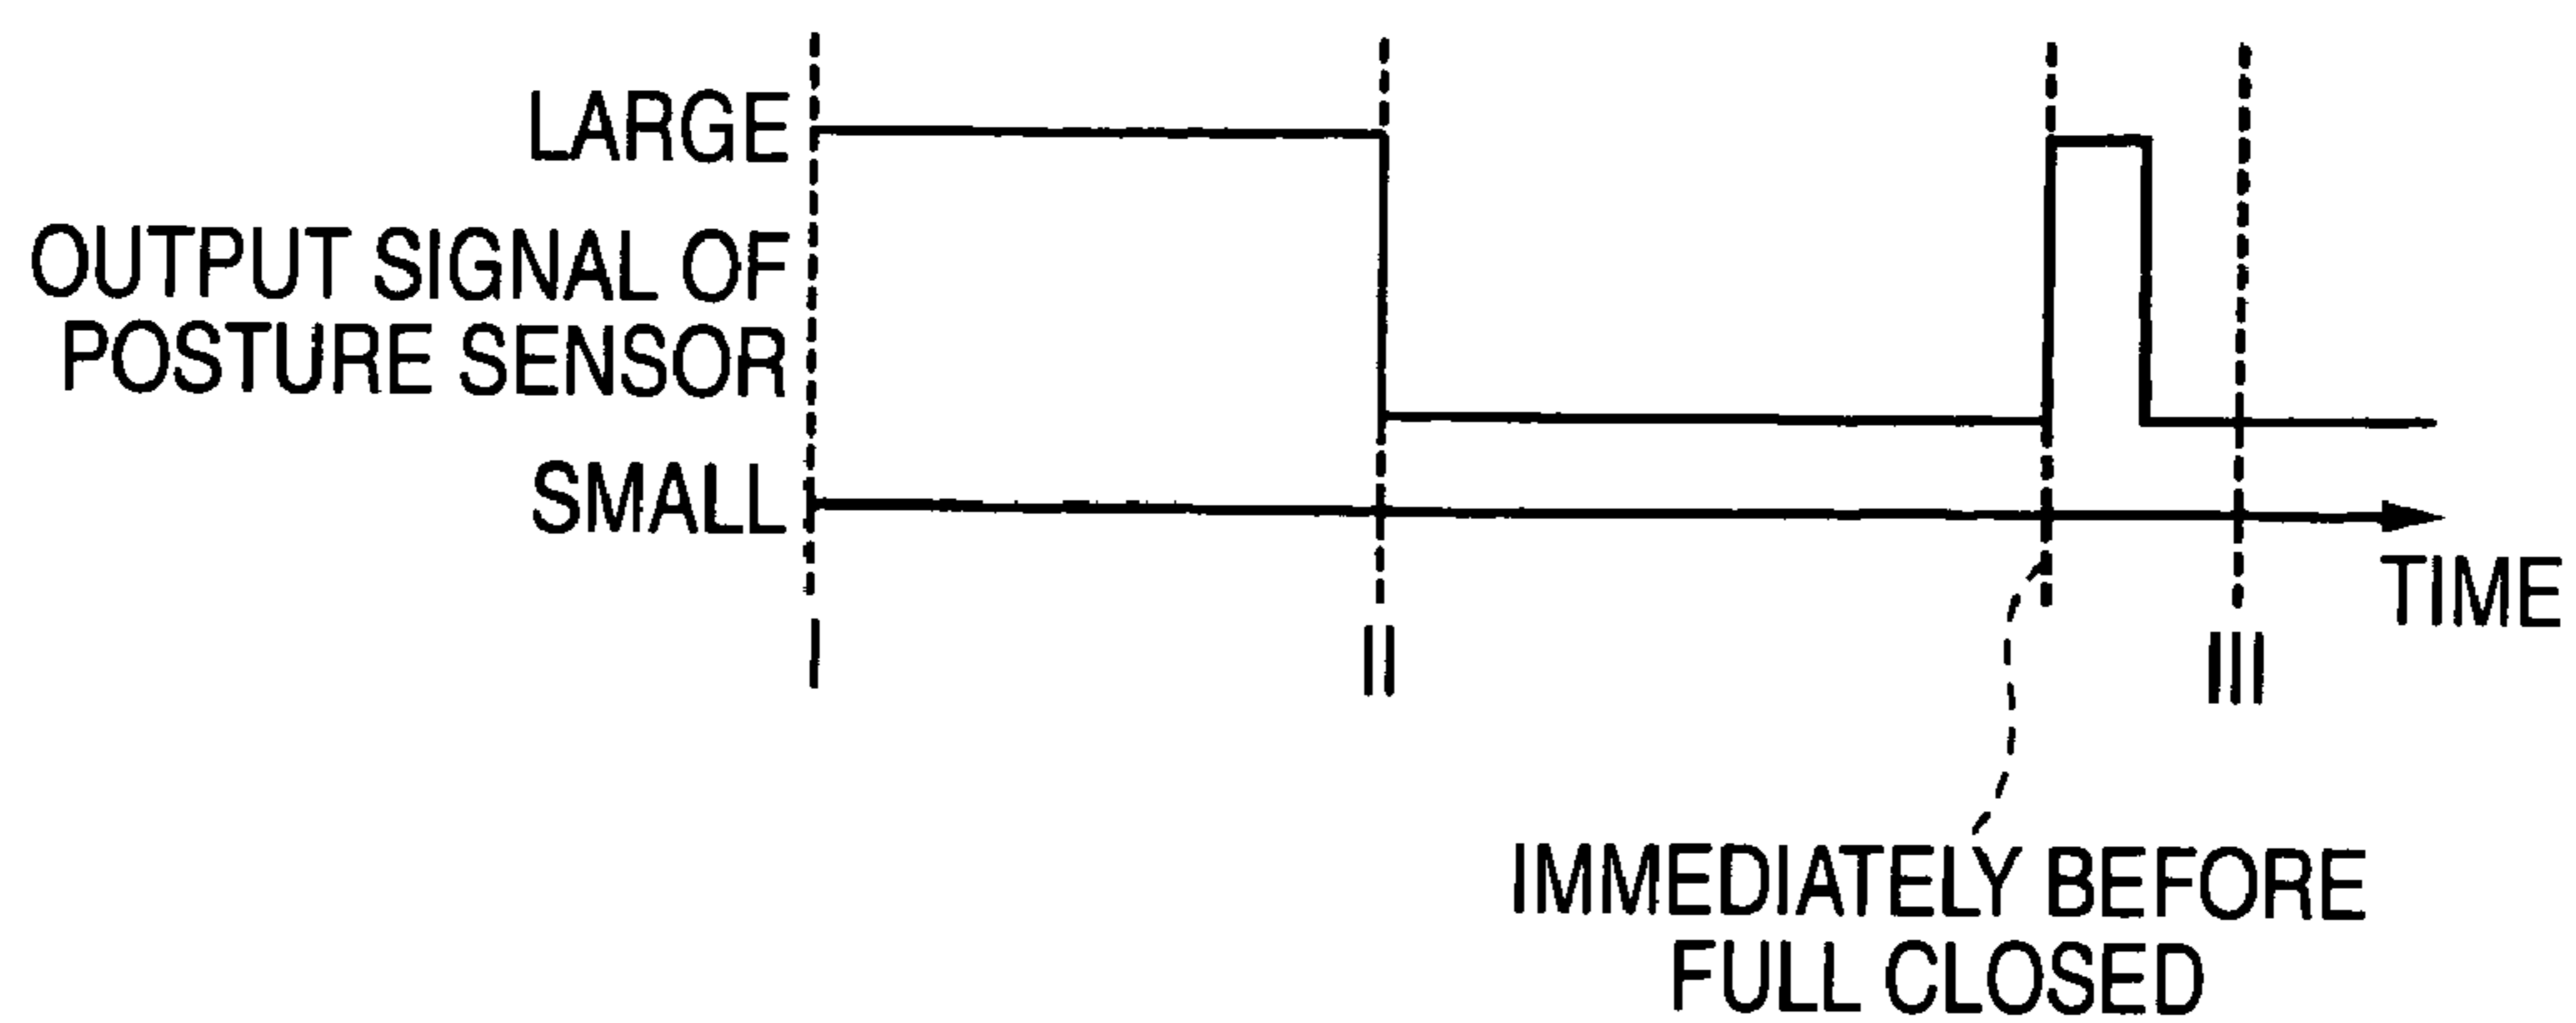 LARGE
OUTPUT SIGNAL OF
POSTURE SENSOR
SMALL
TIME
I
II
III
IMMEDIATELY BEFORE
FULL CLOSED